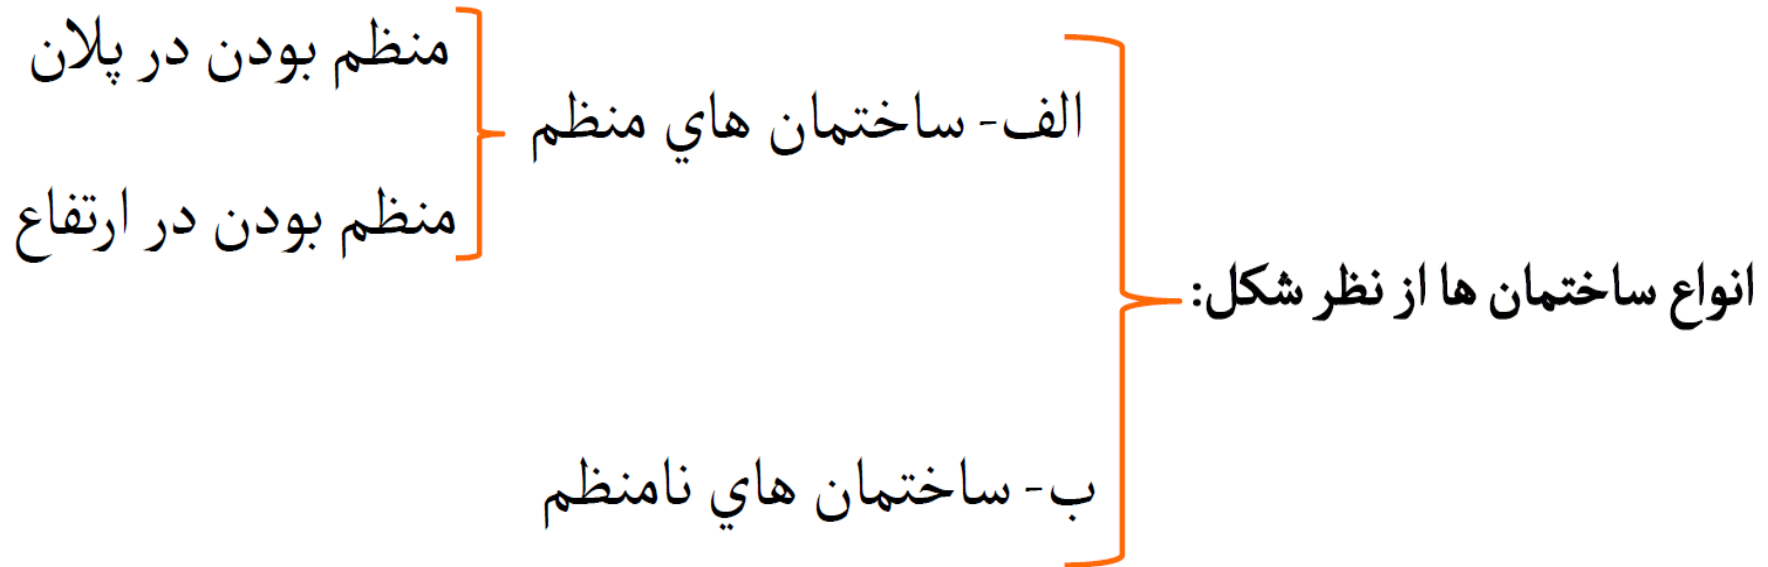 انواع ساختمان ها از نظر شکل:
الف- ساختمان هاي منظم
منظم بودن در پلان
منظم بودن در ارتفاع
ب- ساختمان هاي نامنظم